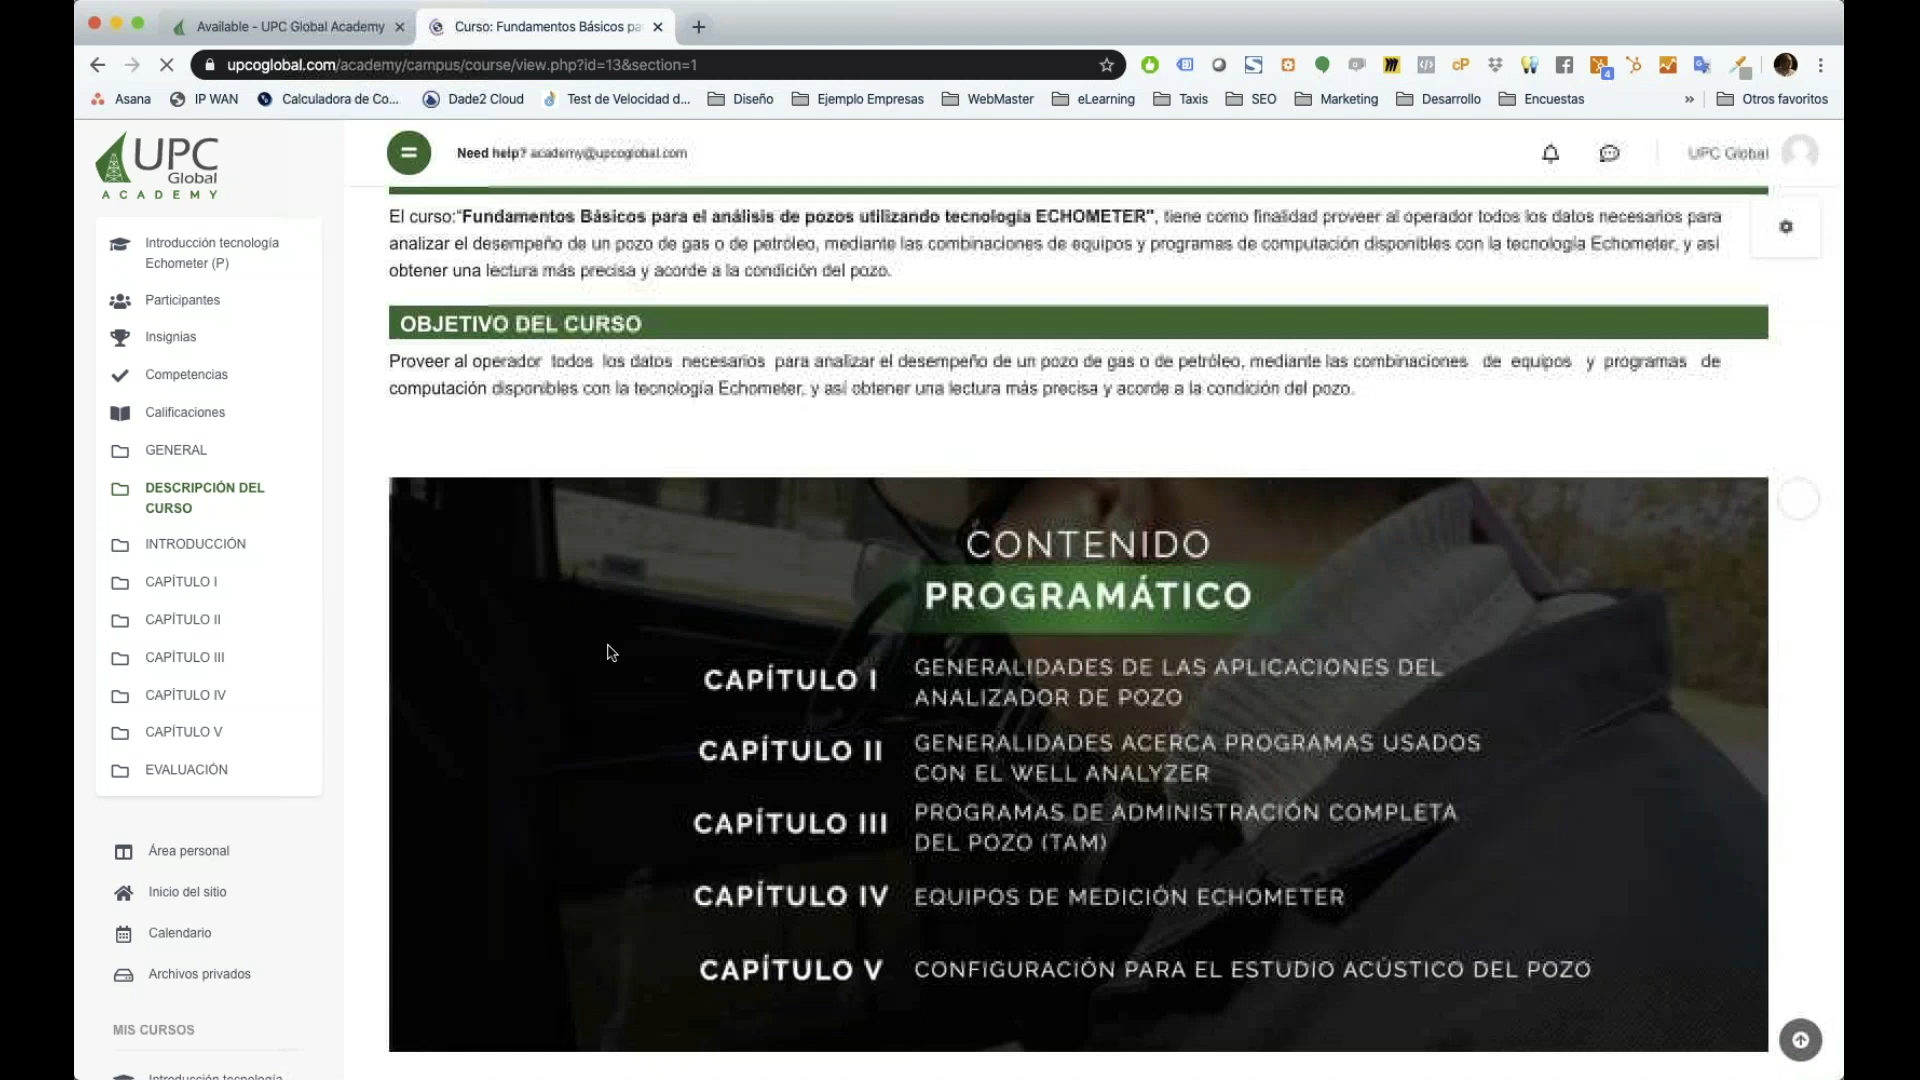 Available - UPC Global Academy
Curso: Fundamentos Básicos pa
upcoglobal.com/academy/campus/course/view.php?id=13&section=1
Asana
IP WAN
Calculadora de Co...
Dade2 Cloud
Test de Velocidad d...
Diseño
Ejemplo Empresas
WebMaster
eLearning
Taxis
SEO
Marketing
Desarrollo
Encuestas
»
Otros favoritos
UPC
Global
ACADEMY
Need help? academy@upcoglobal.com
UPC Global
Introducción tecnología
Echometer (P)
Participantes
Insignias
Competencias
Calificaciones
GENERAL
DESCRIPCIÓN DEL
CURSO
INTRODUCCIÓN
CAPÍTULO I
CAPÍTULO II
CAPÍTULO III
CAPÍTULO IV
CAPÍTULO V
EVALUACIÓN
Área personal
Inicio del sitio
Calendario
Archivos privados
MIS CURSOS
Introducción tecnología
El curso:“Fundamentos Básicos para el análisis de pozos utilizando tecnología ECHOMETER", tiene como finalidad proveer al operador todos los datos necesarios para
analizar el desempeño de un pozo de gas o de petróleo, mediante las combinaciones de equipos y programas de computación disponibles con la tecnología Echometer, y así
obtener una lectura más precisa y acorde a la condición del pozo.
OBJETIVO DEL CURSO
Proveer al operador todos los datos necesarios para analizar el desempeño de un pozo de gas o de petróleo, mediante las combinaciones de equipos y programas de
computación disponibles con la tecnología Echometer, y así obtener una lectura más precisa y acorde a la condición del pozo.
CONTENIDO
PROGRAMÁTICO
CAPÍTULO I GENERALIDADES DE LAS APLICACIONES DEL
ANALIZADOR DE POZO
CAPÍTULO II GENERALIDADES ACERCA PROGRAMAS USADOS
CON EL WELL ANALYZER
CAPÍTULO III PROGRAMAS DE ADMINISTRACIÓN COMPLETA
DEL POZO (TAM)
CAPÍTULO IV EQUIPOS DE MEDICIÓN ECHOMETER
CAPÍTULO V CONFIGURACIÓN PARA EL ESTUDIO ACÚSTICO DEL POZO